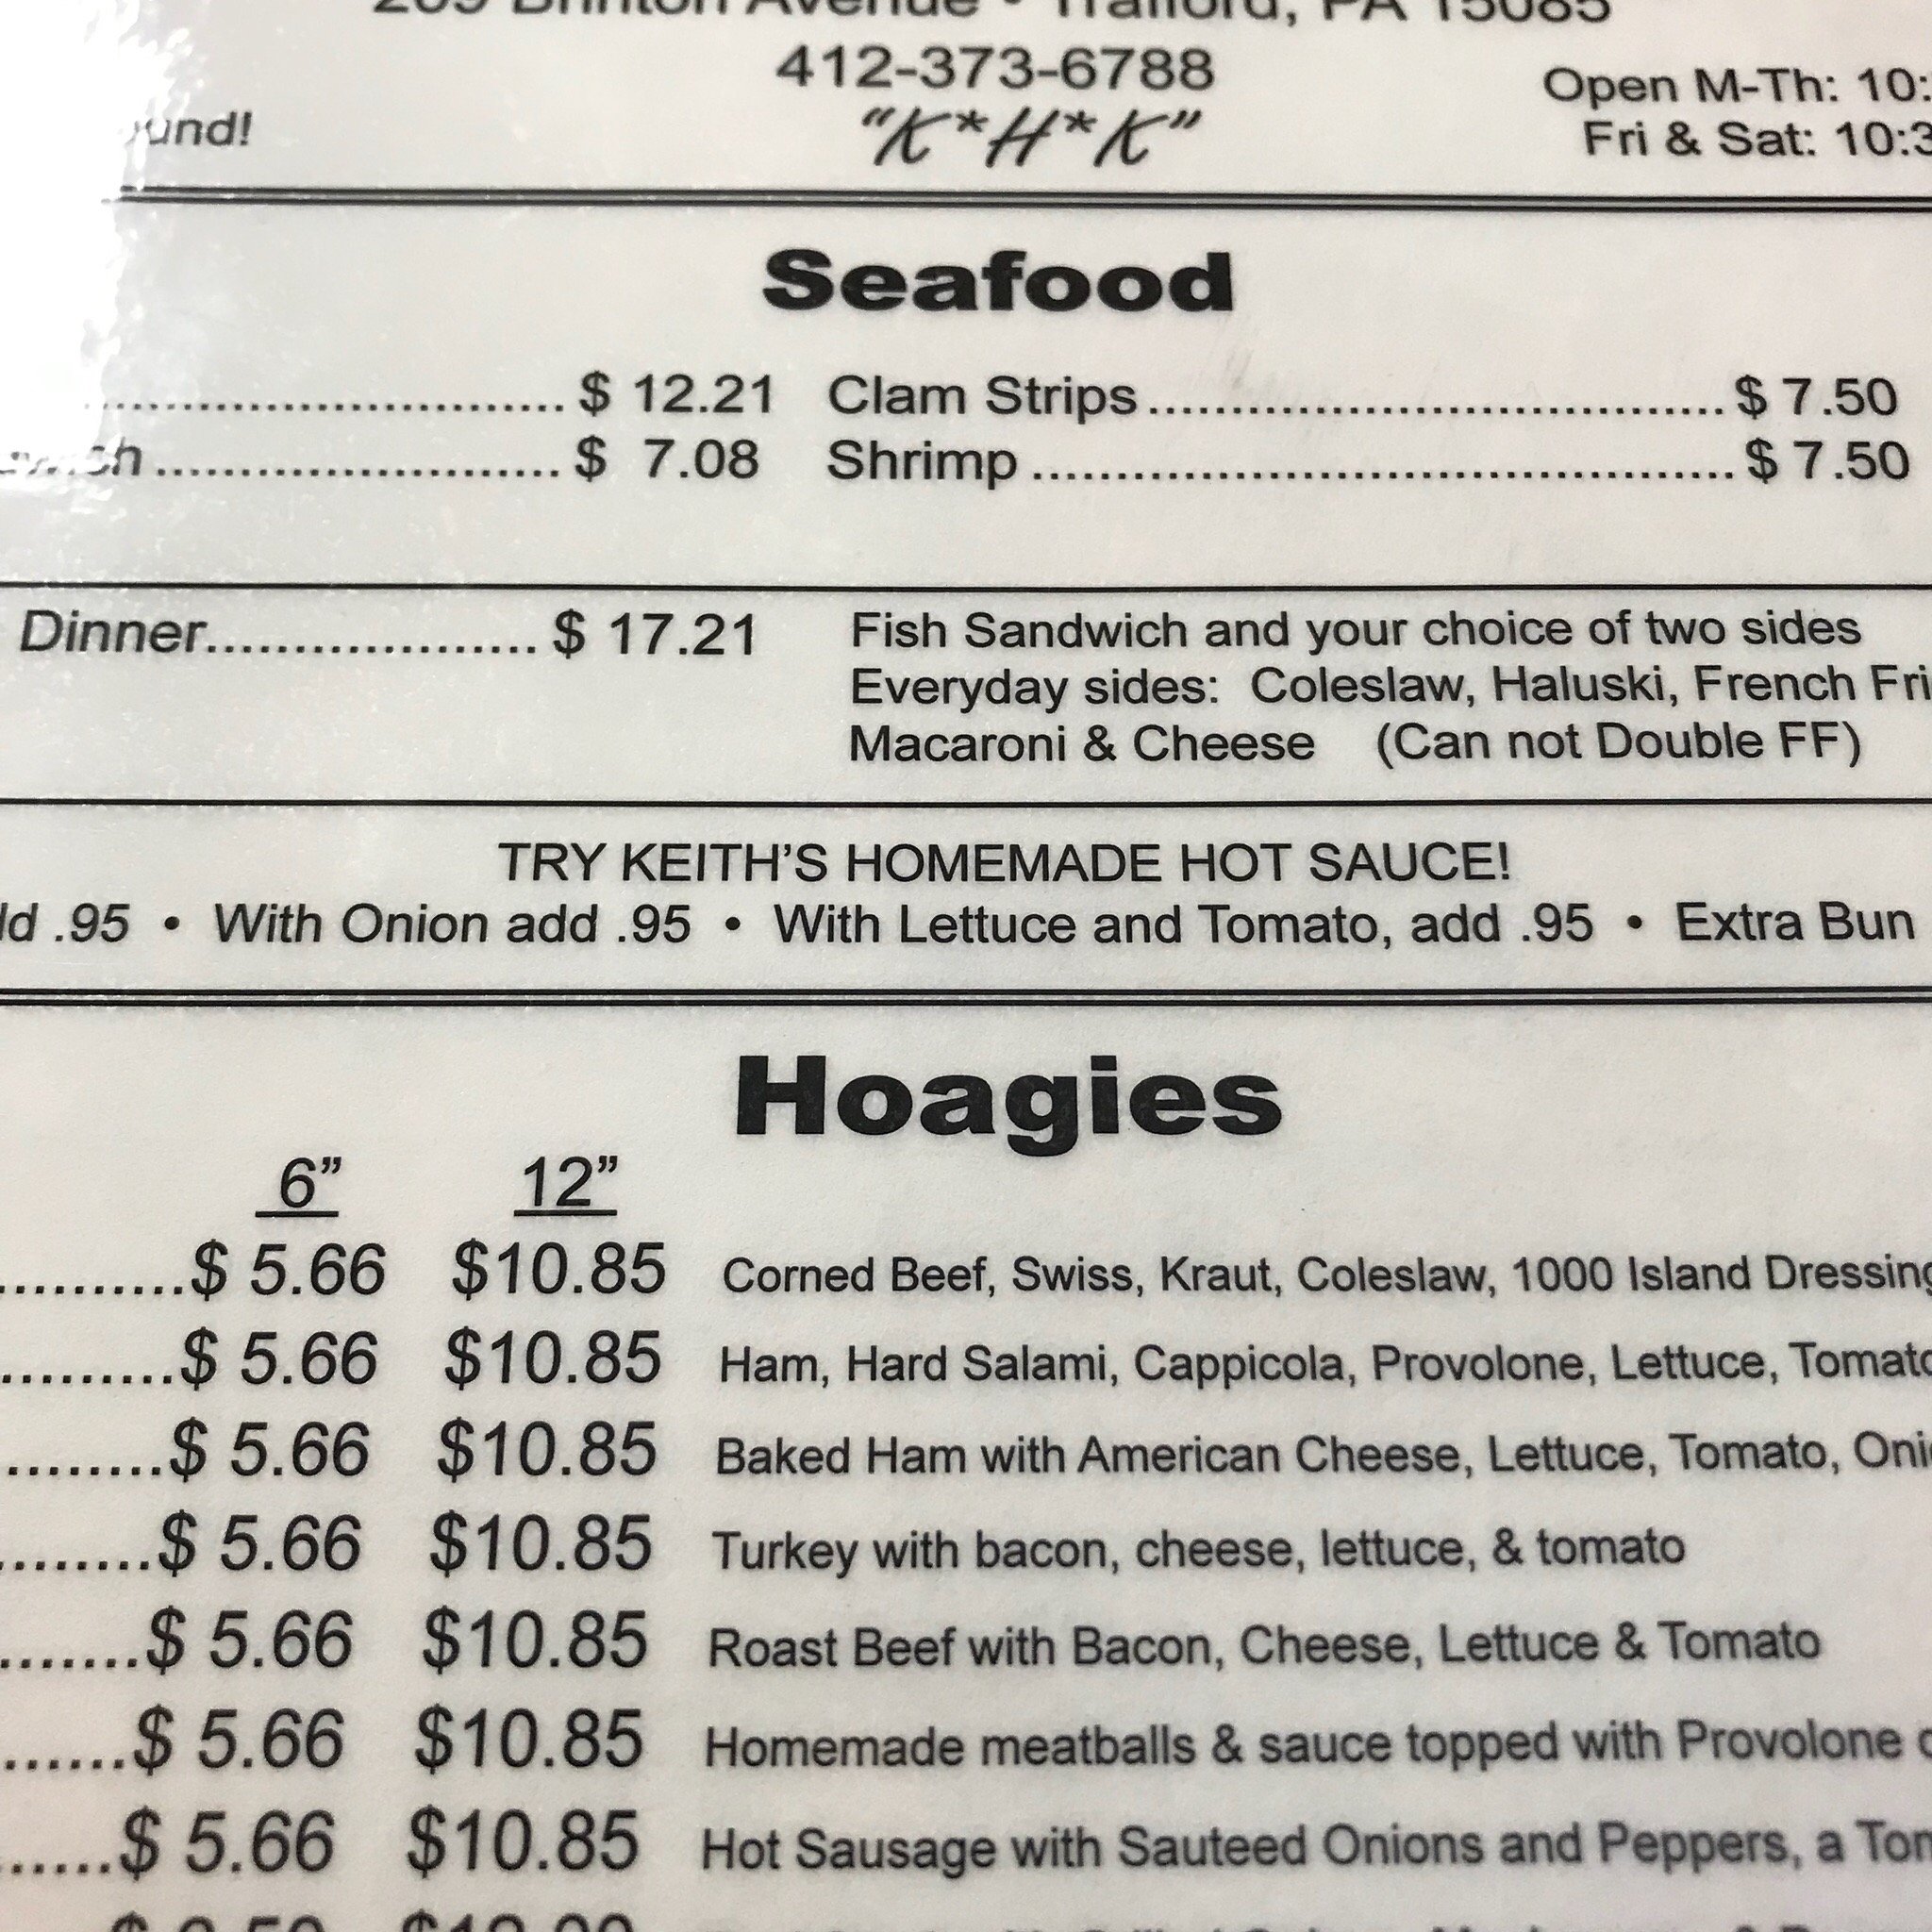 Brinton Avenue • Trafford, PA 15085
412-373-6788
Open M-Th: 10:
"K*H*K"
Fri & Sat: 10:3
Seafood
$ 12.21 Clam Strips $ 7.50
$ 7.08 Shrimp $ 7.50
Dinner $ 17.21 Fish Sandwich and your choice of two sides
Everyday sides: Coleslaw, Haluski, French Fri
Macaroni & Cheese (Can not Double FF)
TRY KEITH'S HOMEMADE HOT SAUCE!
.95 • With Onion add .95 • With Lettuce and Tomato, add .95 • Extra Bun
Hoagies
6” 12”
$ 5.66 $10.85 Corned Beef, Swiss, Kraut, Coleslaw, 1000 Island Dressing
$ 5.66 $10.85 Ham, Hard Salami, Cappicola, Provolone, Lettuce, Tomato
$ 5.66 $10.85 Baked Ham with American Cheese, Lettuce, Tomato, Oni
$ 5.66 $10.85 Turkey with bacon, cheese, lettuce, & tomato
$ 5.66 $10.85 Roast Beef with Bacon, Cheese, Lettuce & Tomato
$ 5.66 $10.85 Homemade meatballs & sauce topped with Provolone
$ 5.66 $10.85 Hot Sausage with Sauteed Onions and Peppers, a Tom